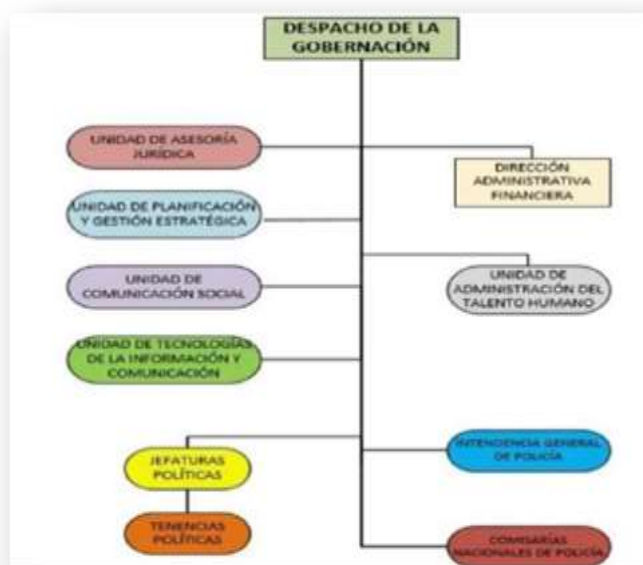 DESPACHO DE LA
GOBERNACIÓN
UNIDAD DE ASESORÍA
JURÍDICA
DIRECCIÓN
ADMINISTRATIVA
FINANCIERA
UNIDAD DE PLANIFICACIÓN
Y GESTIÓN ESTRATÉGICA
UNIDAD DE
COMUNICACIÓN SOCIAL
UNIDAD DE
ADMINISTRACIÓN DEL
TALENTO HUMANO
UNIDAD DE TECNOLOGÍAS
DE LA INFORMACIÓN Y
COMUNICACIÓN
JEFATURAS
POLÍTICAS
INTENDENCIA GENERAL
DE POLICÍA
TENENCIAS
POLÍTICAS
COMISARÍAS
NACIONALES DE POLICÍA